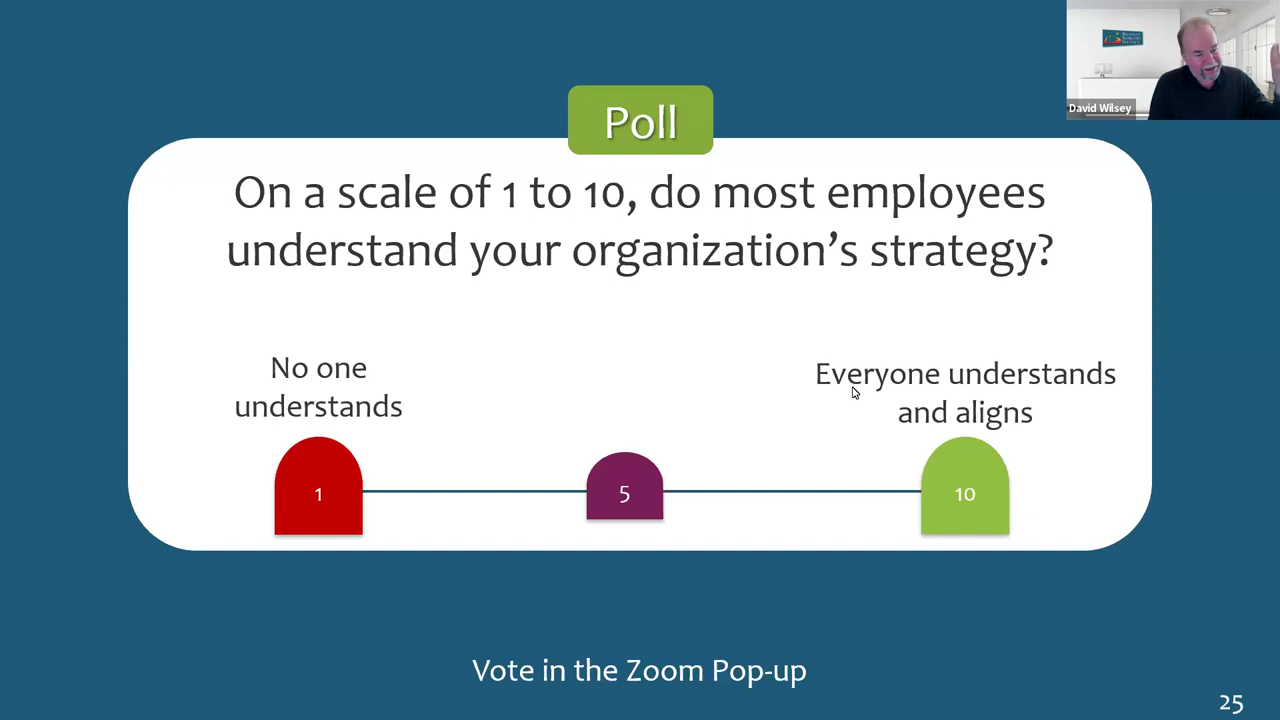 Poll
On a scale of 1 to 10, do most employees
understand your organization's strategy?
No one
understands
Everyone understands
and aligns
1
5
10
Vote in the Zoom Pop-up
25
David Wilsey